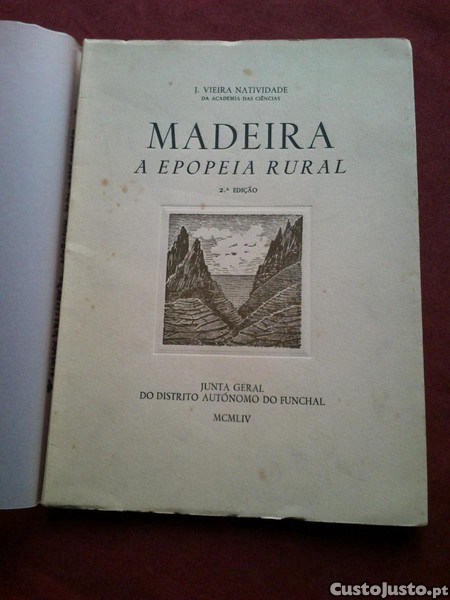 J. VIEIRA NATIVIDADE
DA ACADEMIA DAS CIÊNCIAS
MADEIRA
A EPOPEIA RURAL
2.ª EDIÇÃO
JUNTA GERAL
DO DISTRITO AUTÓNOMO DO FUNCHAL
MCMLIV
CustoJusto.pt